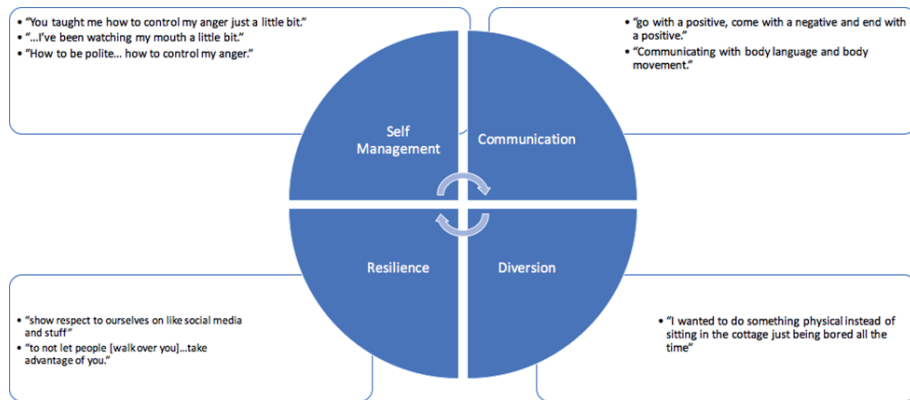 • “You taught me how to control my anger just a little bit.”
• “…I’ve been watching my mouth a little bit.”
• “How to be polite… how to control my anger.”
• “go with a positive, come with a negative and end with
a positive.”
• “Communicating with body language and body
movement.”
Self
Management
Communication
Resilience
Diversion
• “show respect to ourselves on like social media
and stuff”
• “to not let people [walk over you]…take
advantage of you.”
• “I wanted to do something physical instead of
sitting in the cottage just being bored all the
time”